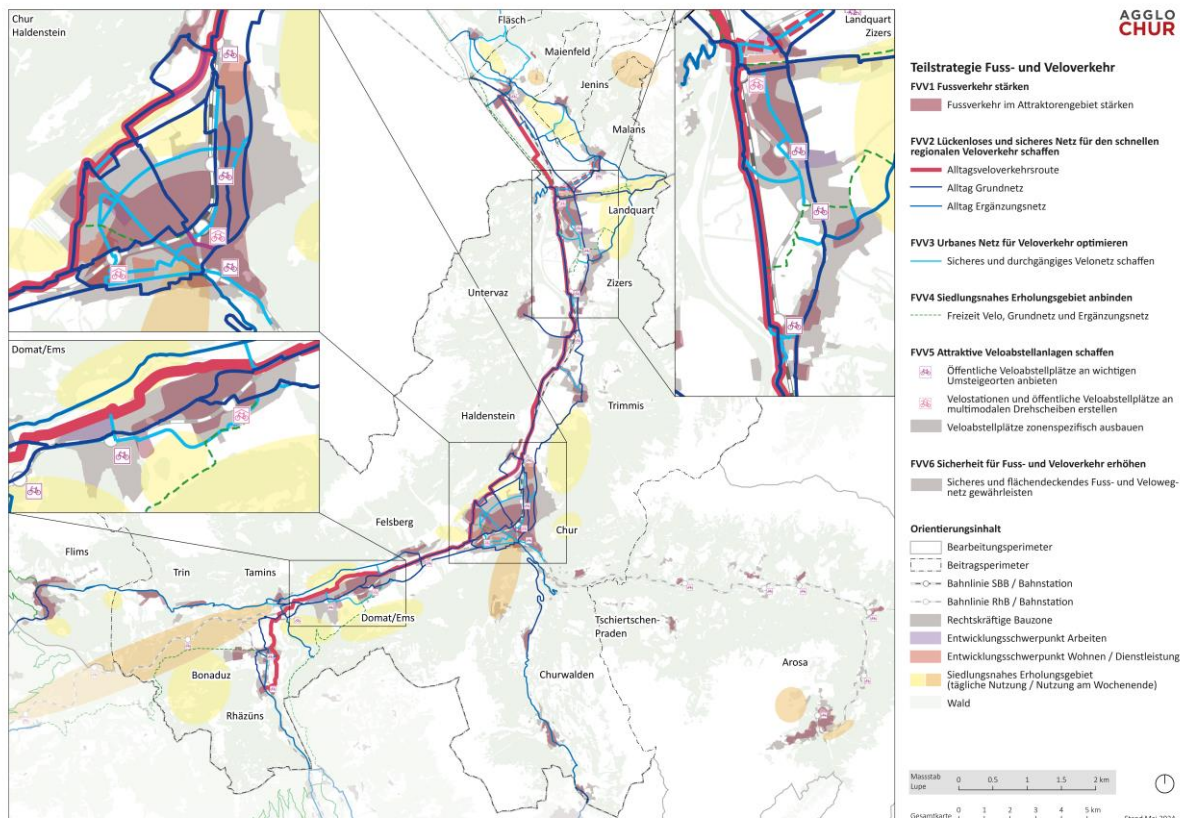 Chur
Haldenstein
Fläsch
Maienfeld
Jenins
Malans
Landquart
Zizers
Untervaz
Trimmis
Haldenstein
Chur
Felsberg
Domat/Ems
Tamins
Trin
Flims
Bonaduz
Rhäzüns
Churwalden
Tschiertschen-
Praden
Arosa
Domat/Ems
Landquart
Zizers
AGGLO
CHUR
Teilstrategie Fuss- und Veloverkehr
FVV1 Fussverkehr stärken
Fussverkehr im Attraktorengebiet stärken
FVV2 Lückenloses und sicheres Netz für den schnellen
regionalen Veloverkehr schaffen
Alltagsveloverkehrsroute
Alltag Grundnetz
Alltag Ergänzungsnetz
FVV3 Urbanes Netz für Veloverkehr optimieren
Sicheres und durchgängiges Velonetz schaffen
FVV4 Siedlungsnahes Erholungsgebiet anbinden
Freizeit Velo, Grundnetz und Ergänzungsnetz
FVV5 Attraktive Veloabstellanlagen schaffen
Öffentliche Veloabstellplätze an wichtigen
Umsteigeorten anbieten
Velostationen und öffentliche Veloabstellplätze an
multimodalen Drehscheiben erstellen
Veloabstellplätze zonenspezifisch ausbauen
FVV6 Sicherheit für Fuss- und Veloverkehr erhöhen
Sicheres und flächendeckendes Fuss- und Veloweg-
netz gewährleisten
Orientierungsinhalt
Bearbeitungsperimeter
Beitragsperimeter
Bahnlinie SBB / Bahnstation
Bahnlinie RhB / Bahnstation
Rechtskräftige Bauzone
Entwicklungsschwerpunkt Arbeiten
Entwicklungsschwerpunkt Wohnen / Dienstleistung
Siedlungsnahes Erholungsgebiet
(tägliche Nutzung / Nutzung am Wochenende)
Wald
Massstab
Lupe
0 0.5 1 1.5 2 km
Gesamtkarte 0 1 2 3 4 5 km
Stand Mai 2024